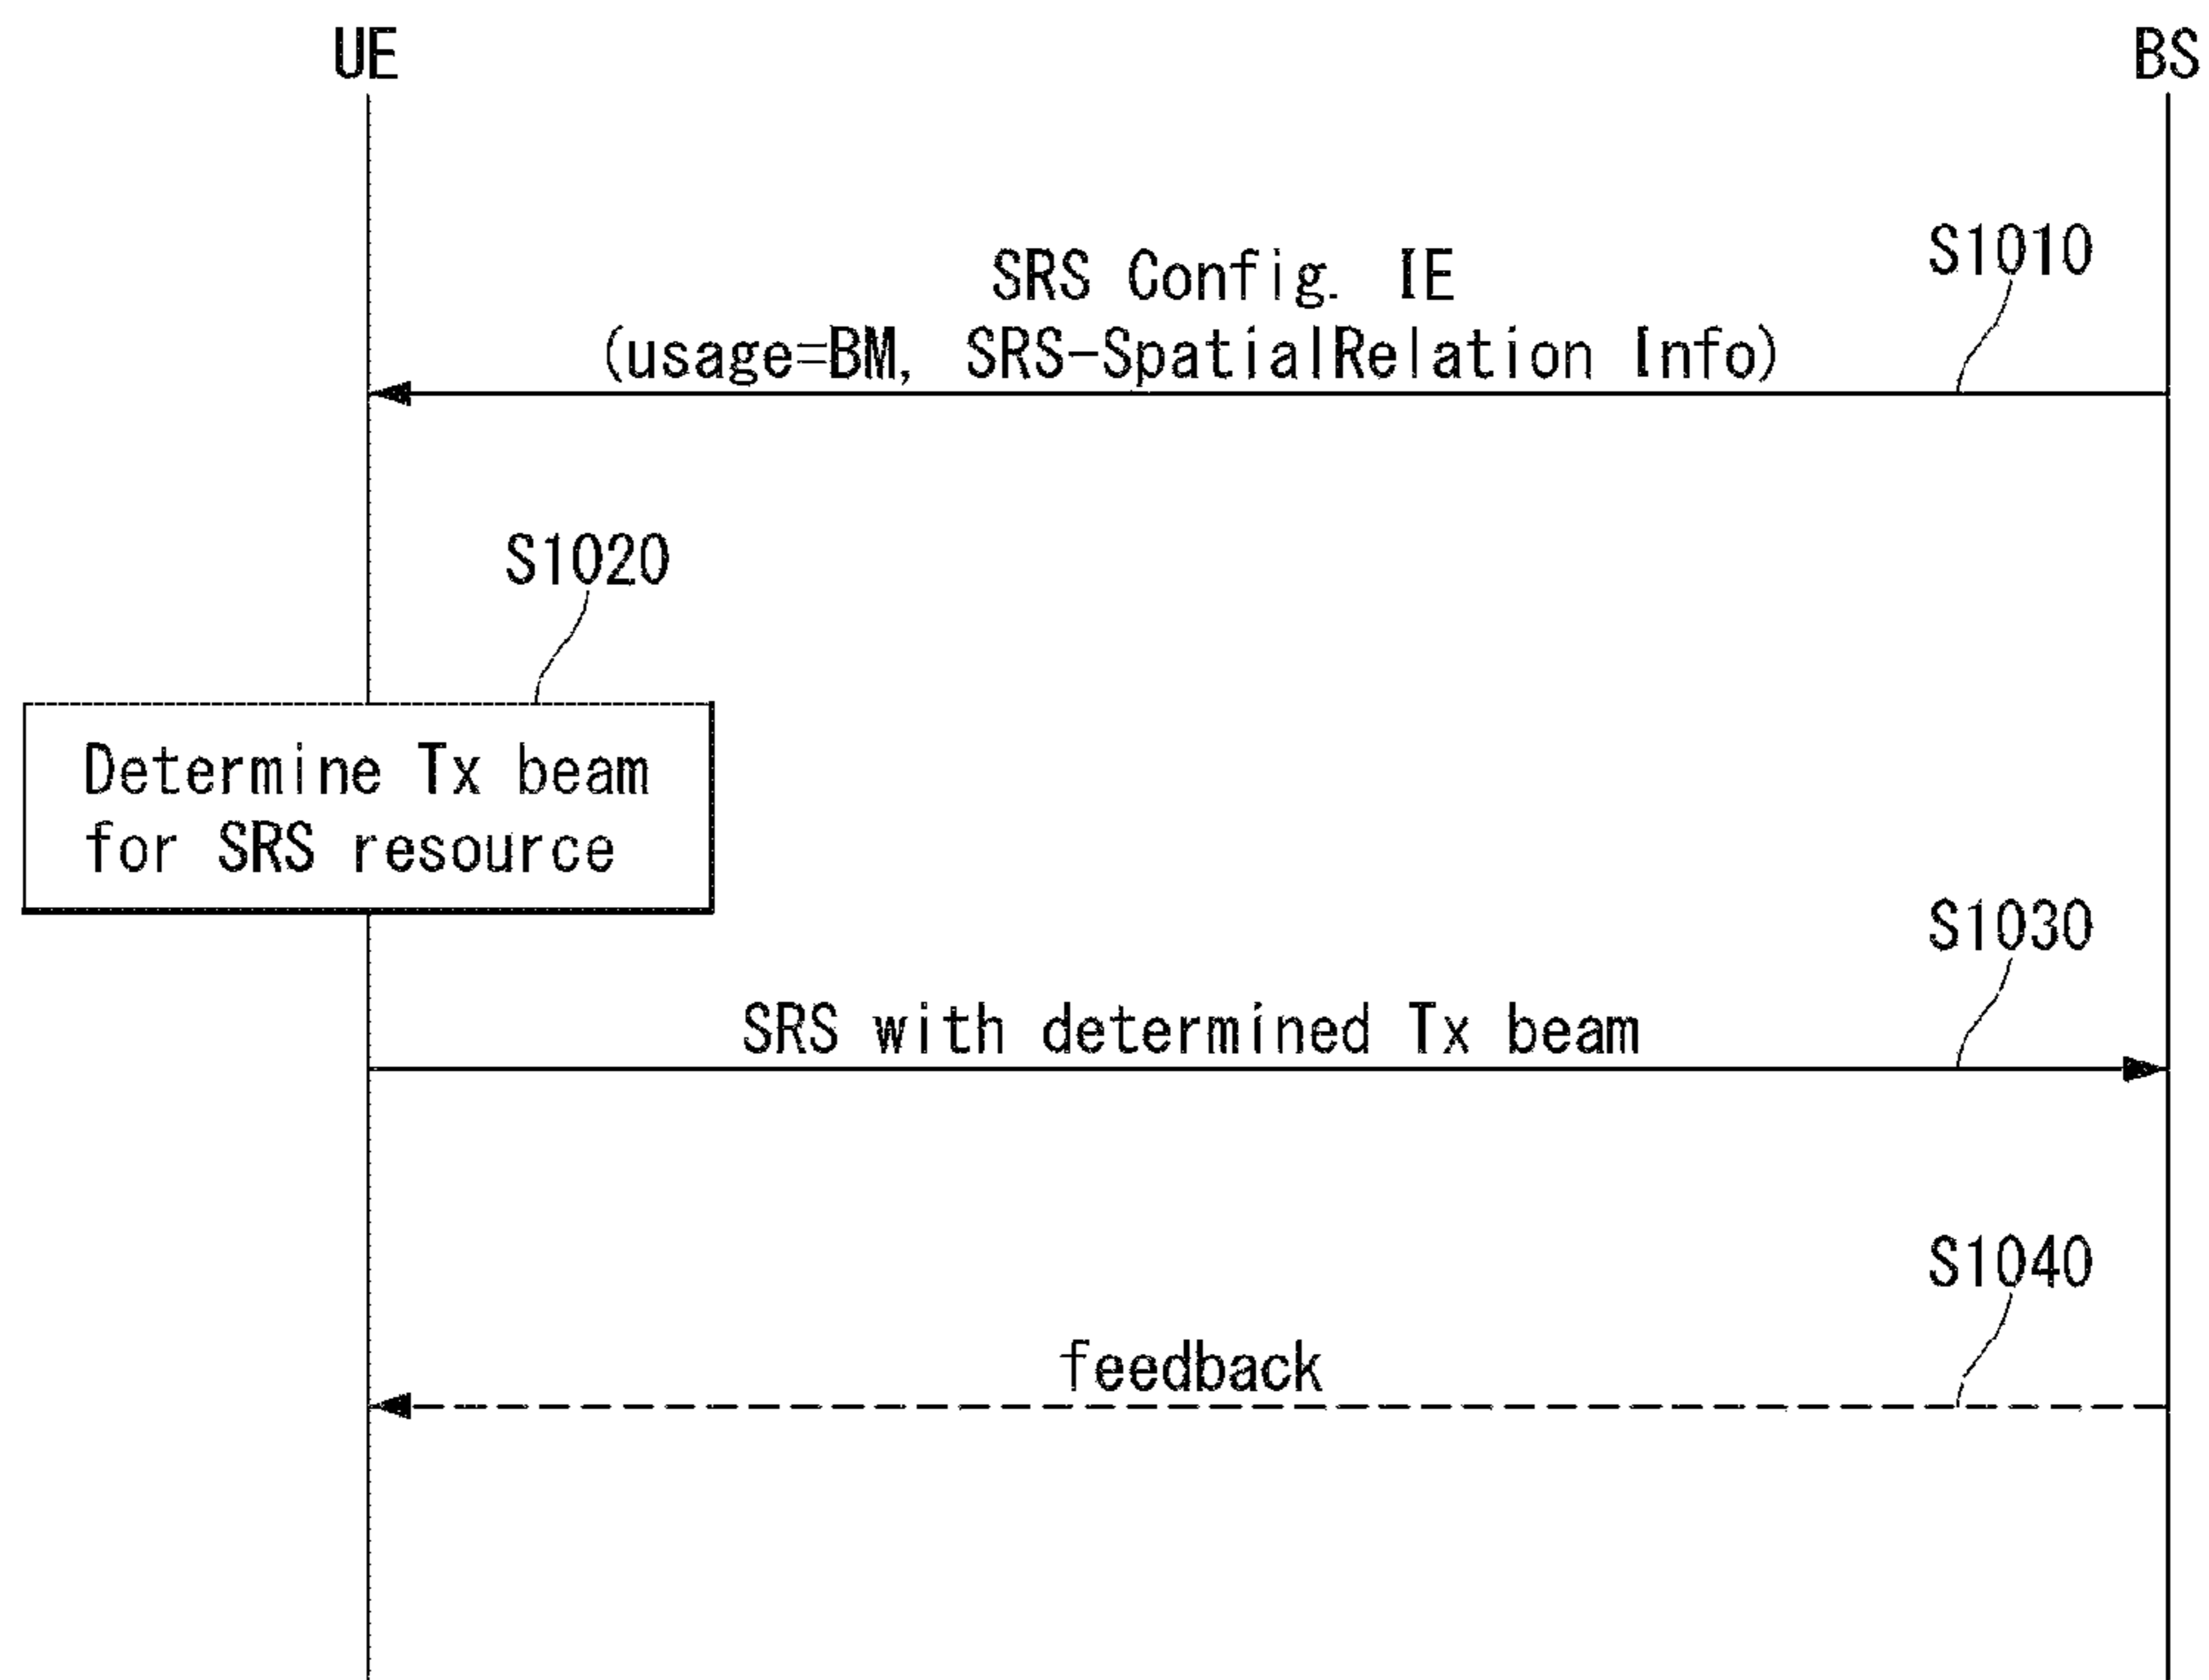 UE
BS
S1010
SRS Config. IE
(usage=BM, SRS-SpatialRelation Info)
S1020
Determine Tx beam
for SRS resource
S1030
SRS with determined Tx beam
S1040
feedback